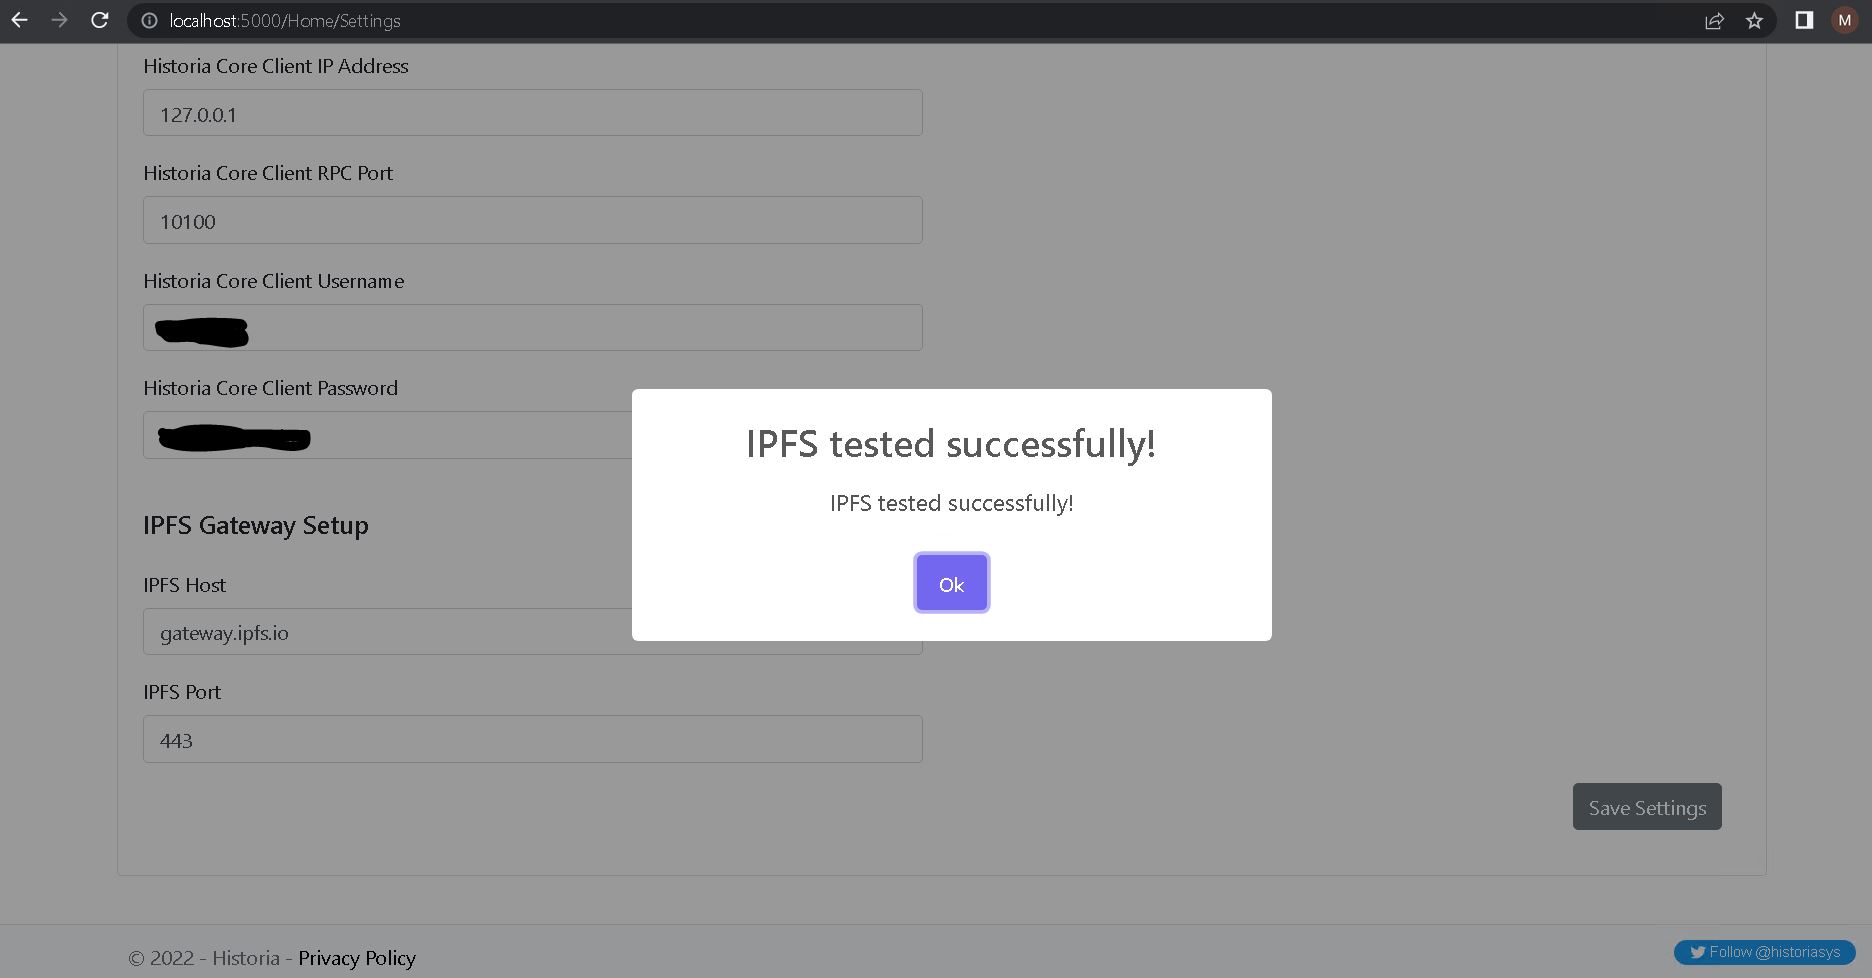 localhost:5000/Home/Settings
M
Historia Core Client IP Address
127.0.0.1
Historia Core Client RPC Port
10100
Historia Core Client Username
Historia Core Client Password
IPFS tested successfully!
IPFS tested successfully!
Ok
IPFS Gateway Setup
IPFS Host
gateway.ipfs.io
IPFS Port
443
Save Settings
© 2022 - Historia - Privacy Policy
Follow @historiasys